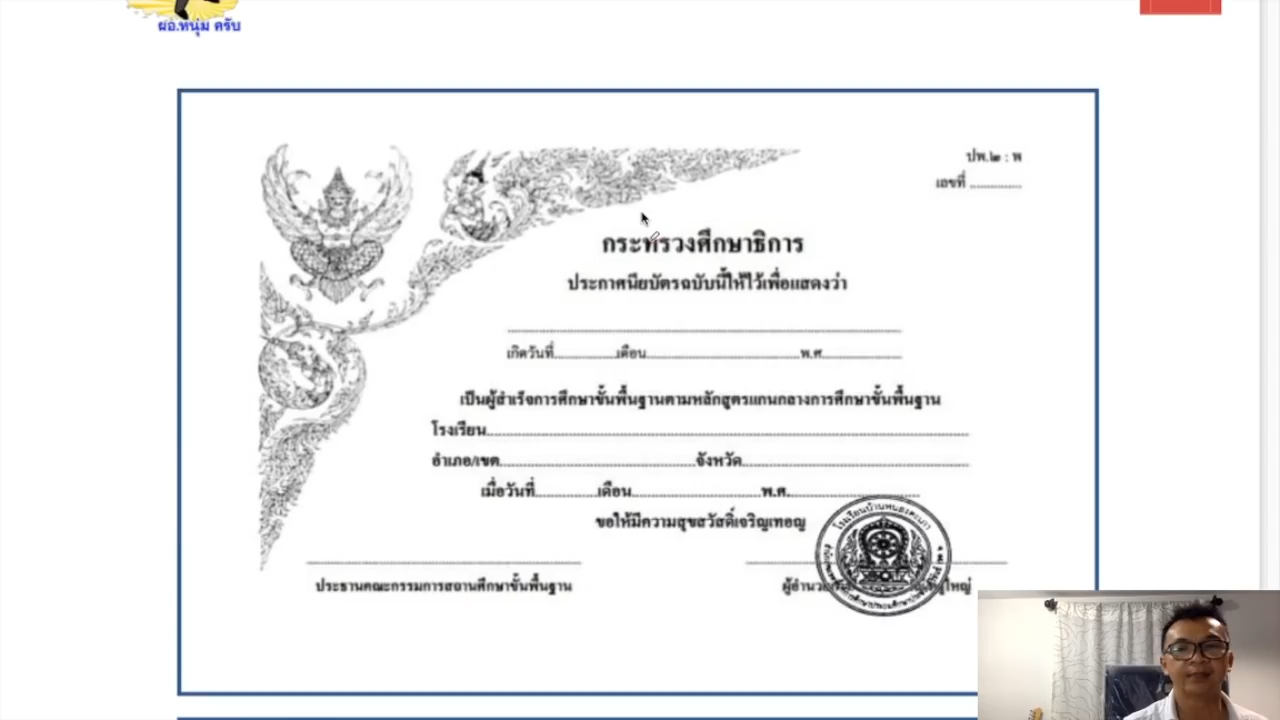 ผอ.หนุ่ม ครับ
ปพ.๒ : พ
เลขที่ ...............
กระทรวงศึกษาธิการ
ประกาศนียบัตรฉบับนี้ให้ไว้เพื่อแสดงว่า
เกิดวันที่...............เดือน...............พ.ศ...............
เป็นผู้สำเร็จการศึกษาขั้นพื้นฐานตามหลักสูตรแกนกลางการศึกษาขั้นพื้นฐาน
โรงเรียน...............
อำเภอ/เขต...............จังหวัด...............
เมื่อวันที่...............เดือน...............พ.ศ...............
ขอให้มีความสุขสวัสดิ์เจริญเทอญ
ประธานคณะกรรมการสถานศึกษาขั้นพื้นฐาน